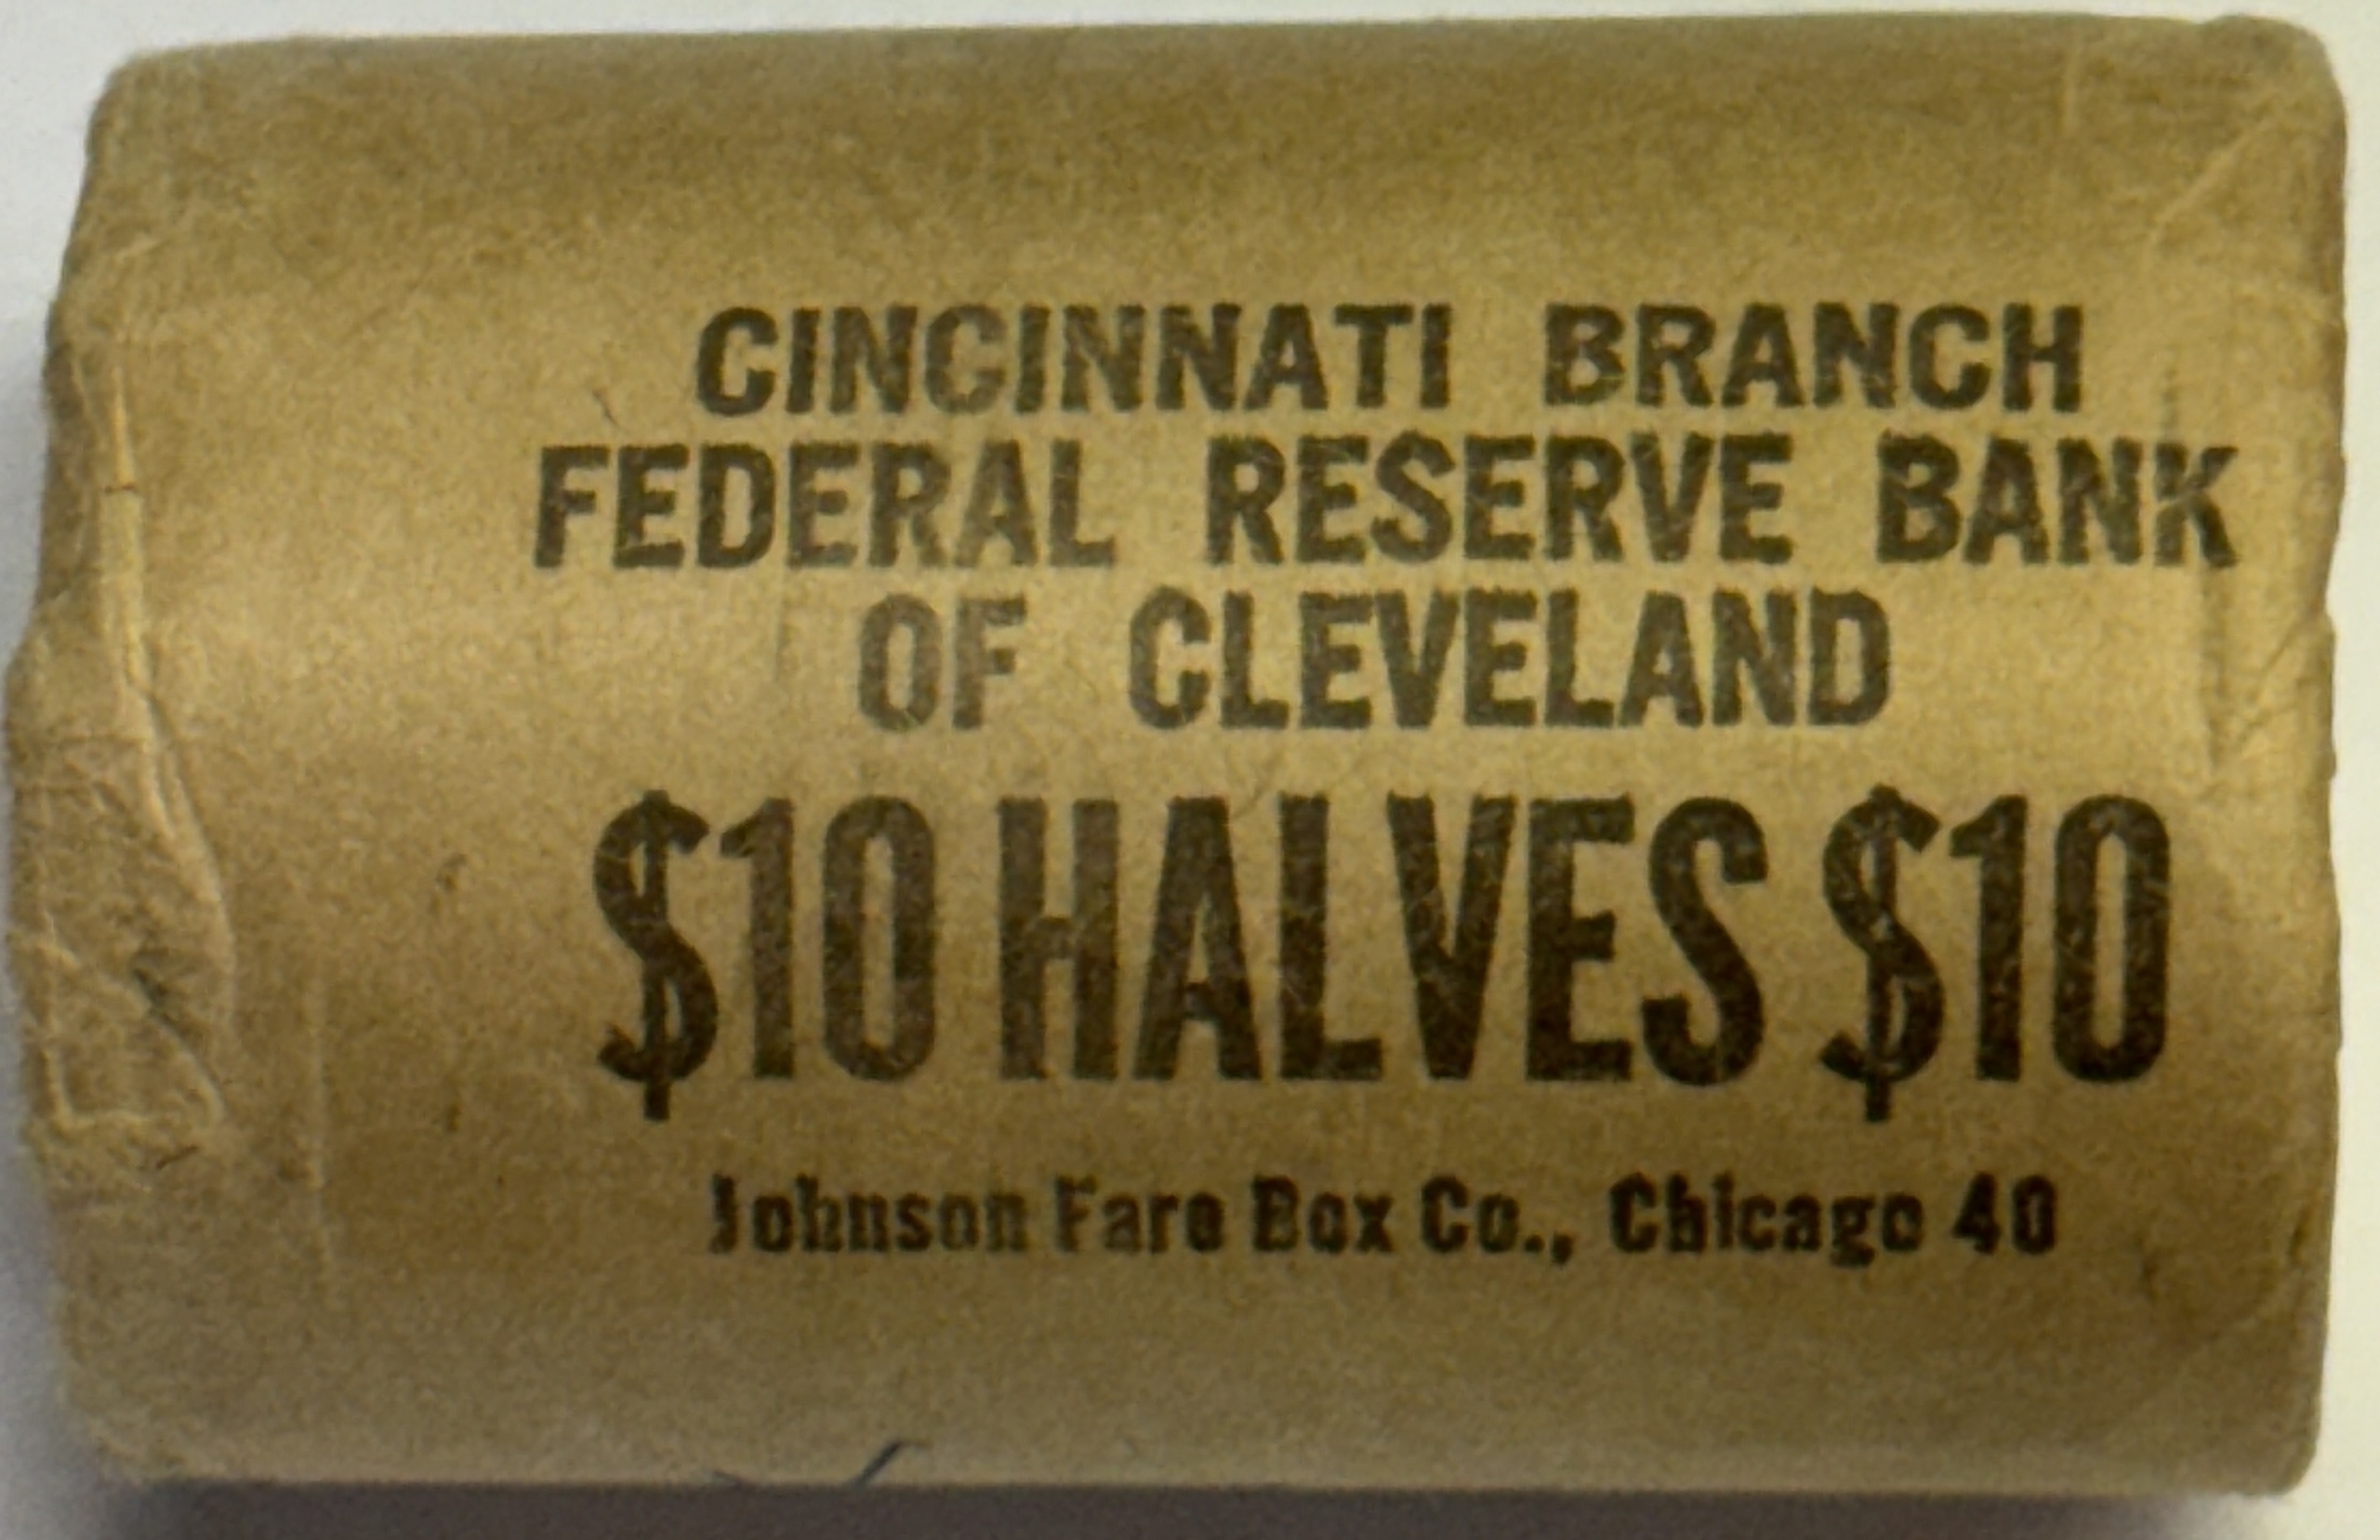 CINCINNATI BRANCH
FEDERAL RESERVE BANK
OF CLEVELAND
$10 HALVES $10
Johnson Fare Box Co., Chicago 40